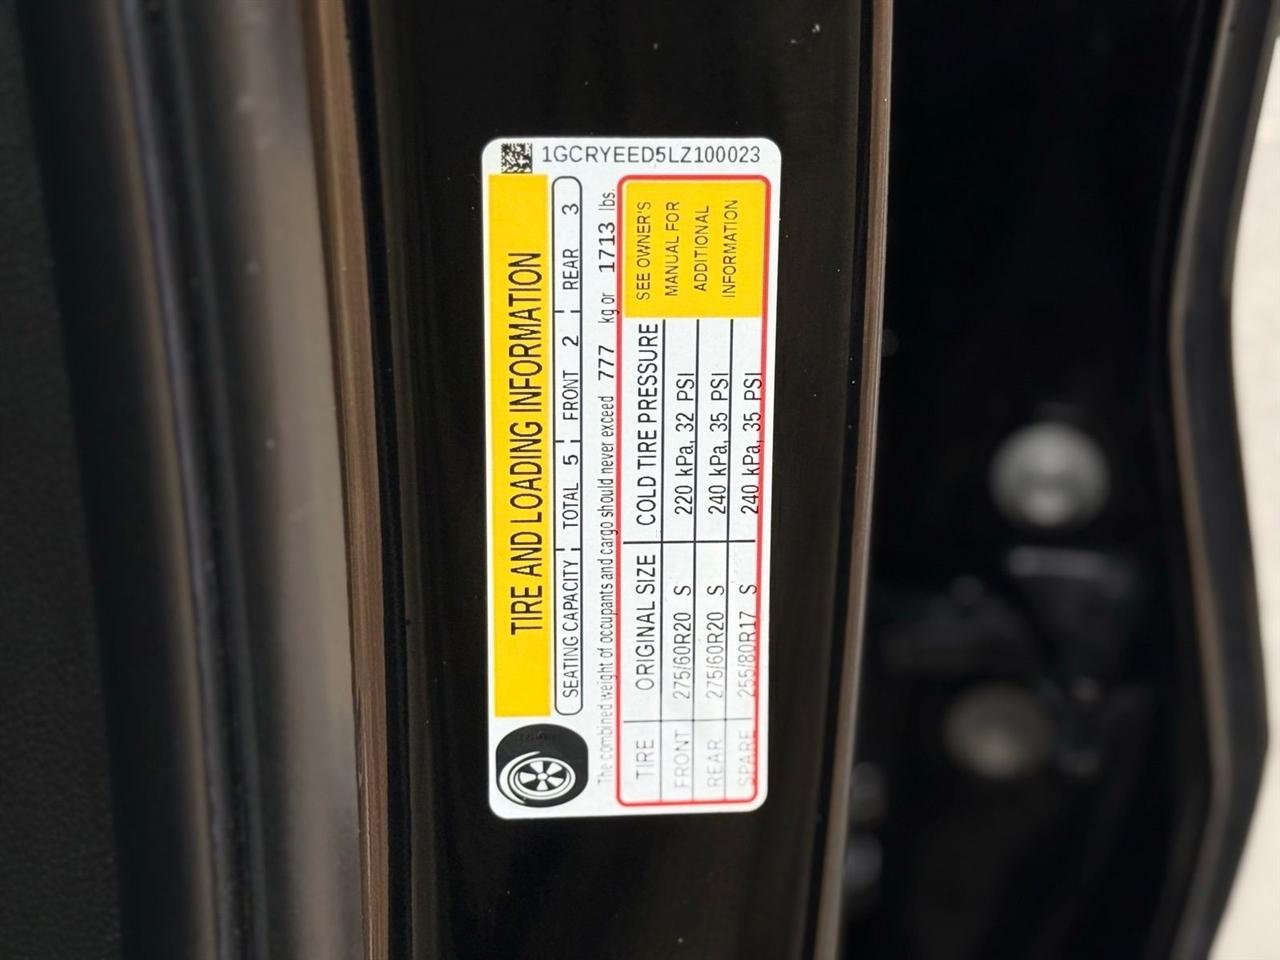 1GCRYEED5LZ100023
TIRE AND LOADING INFORMATION
SEATING CAPACITY TOTAL 5 FRONT 2 REAR 3
The combined weight of occupants and cargo should never exceed 777 kg or 1713 lbs.
TIRE ORIGINAL SIZE COLD TIRE PRESSURE
FRONT 275/60R20 S 220 kPa, 32 PSI
REAR 275/60R20 S 240 kPa, 35 PSI
SPARE 255/80R17 S 240 kPa, 35 PSI
SEE OWNER'S
MANUAL FOR
ADDITIONAL
INFORMATION